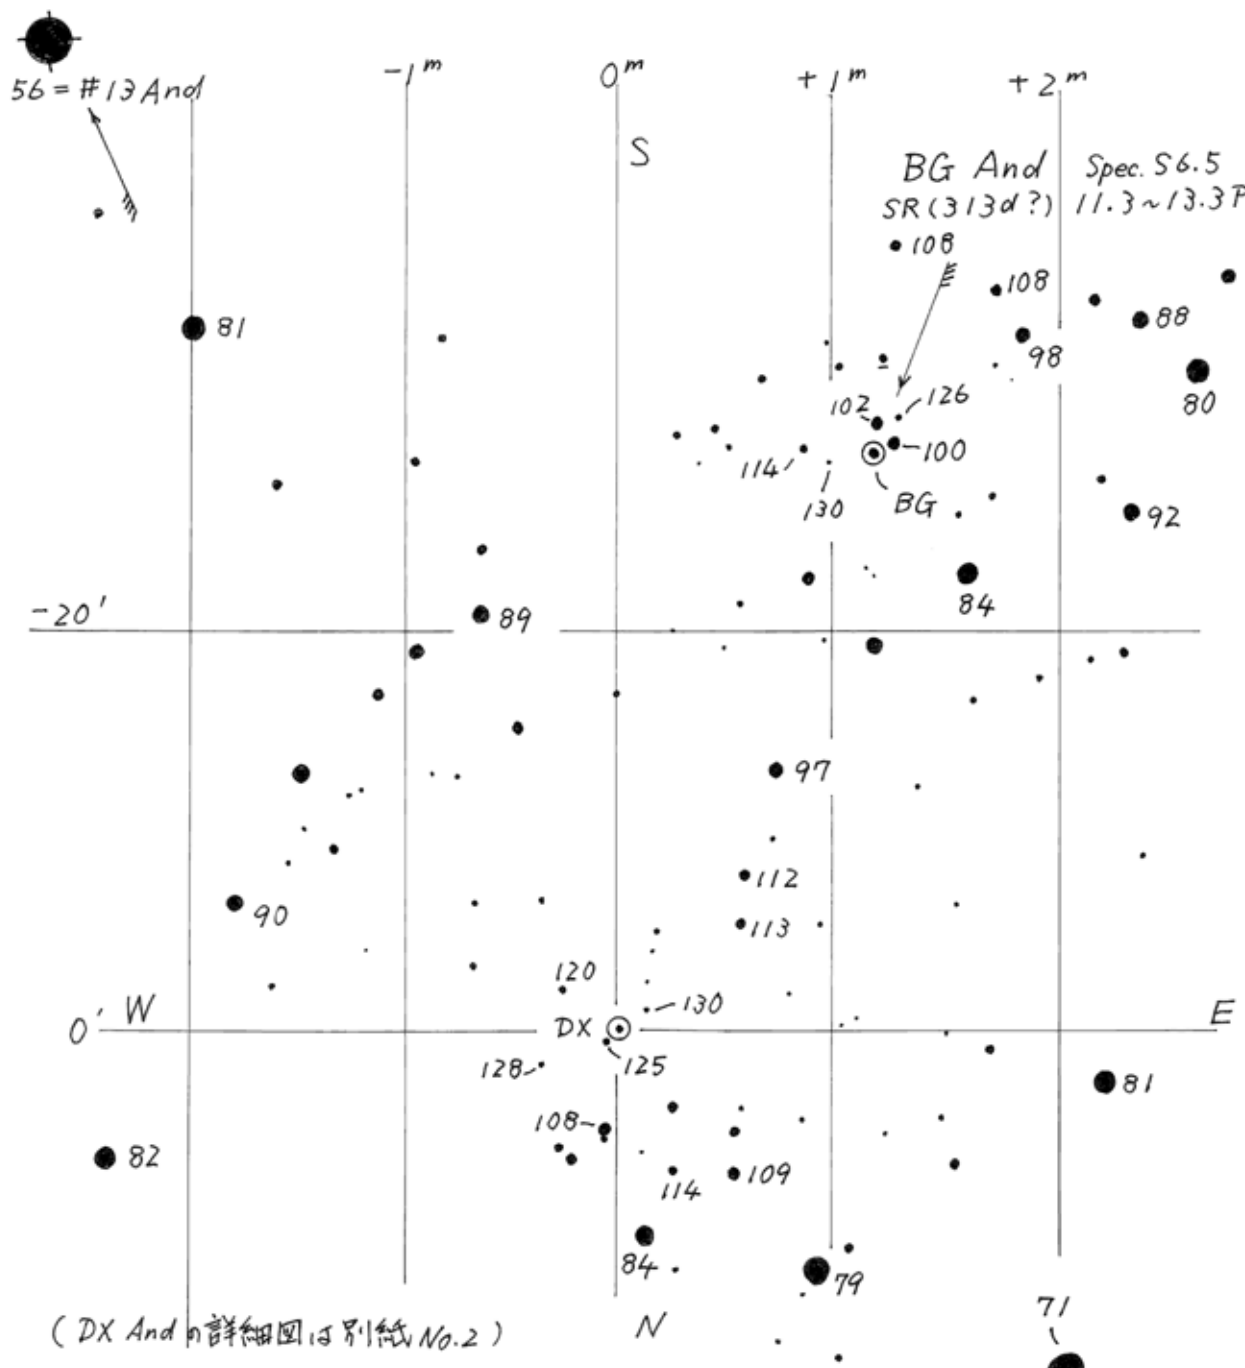 56 = #13 And
-1ᵐ
0ᵐ
+1ᵐ
+2ᵐ
S
BG And Spec. S6.5
SR (313d?) 11.3~13.3P
108
108
81
88
98
80
102
126
100
114
130
BG
92
84
-20'
89
97
112
90
113
120
130
0' W
DX
E
128
125
81
108
82
109
114
84
79
71
N
(DX Andの詳細図は別紙No.2)